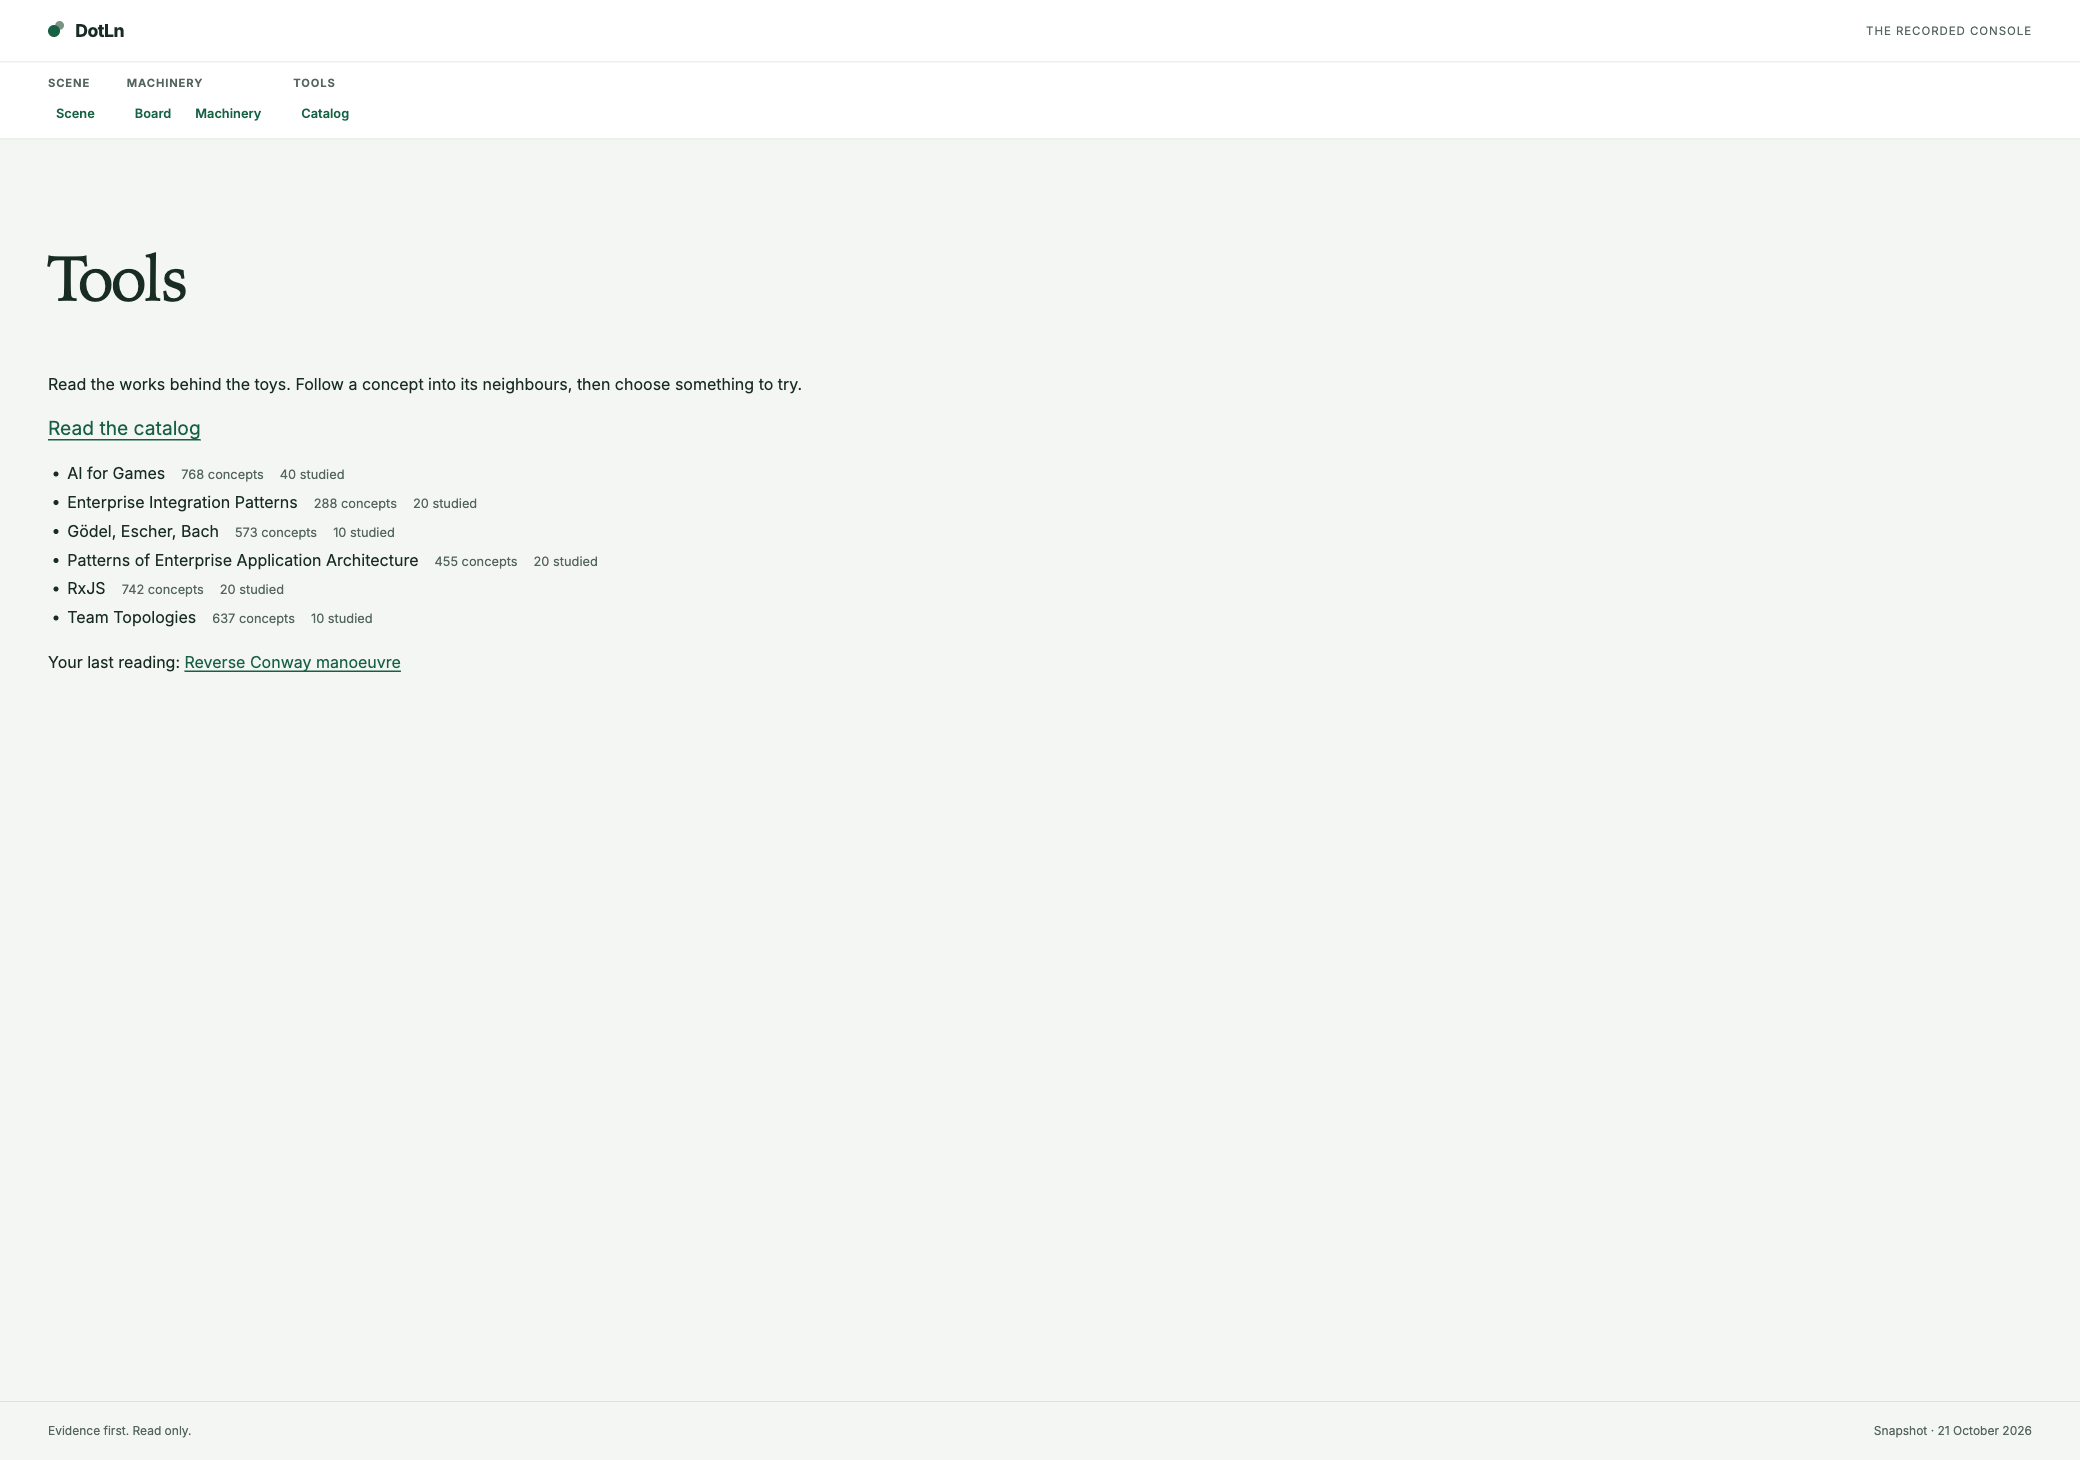 DotLn
THE RECORDED CONSOLE
SCENE MACHINERY TOOLS
Scene Board Machinery Catalog
Tools
Read the works behind the toys. Follow a concept into its neighbours, then choose something to try.
Read the catalog
• AI for Games 768 concepts 40 studied
• Enterprise Integration Patterns 288 concepts 20 studied
• Gödel, Escher, Bach 573 concepts 10 studied
• Patterns of Enterprise Application Architecture 455 concepts 20 studied
• RxJS 742 concepts 20 studied
• Team Topologies 637 concepts 10 studied
Your last reading: Reverse Conway manoeuvre
Evidence first. Read only.
Snapshot · 21 October 2026